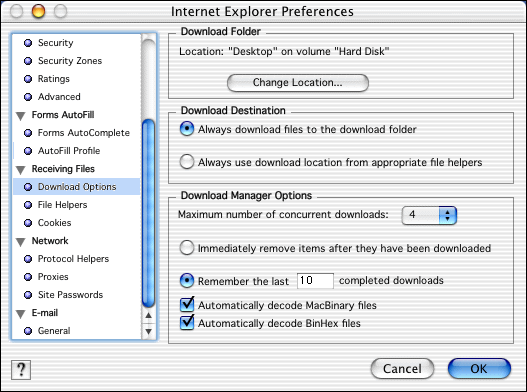 Internet Explorer Preferences
Security
Security Zones
Ratings
Advanced
Forms AutoFill
Forms AutoComplete
AutoFill Profile
Receiving Files
Download Options
File Helpers
Cookies
Network
Protocol Helpers
Proxies
Site Passwords
E-mail
General
Download Folder
Location: "Desktop" on volume "Hard Disk"
Change Location...
Download Destination
Always download files to the download folder
Always use download location from appropriate file helpers
Download Manager Options
Maximum number of concurrent downloads: 4
Immediately remove items after they have been downloaded
Remember the last 10 completed downloads
Automatically decode MacBinary files
Automatically decode BinHex files
?
Cancel
OK